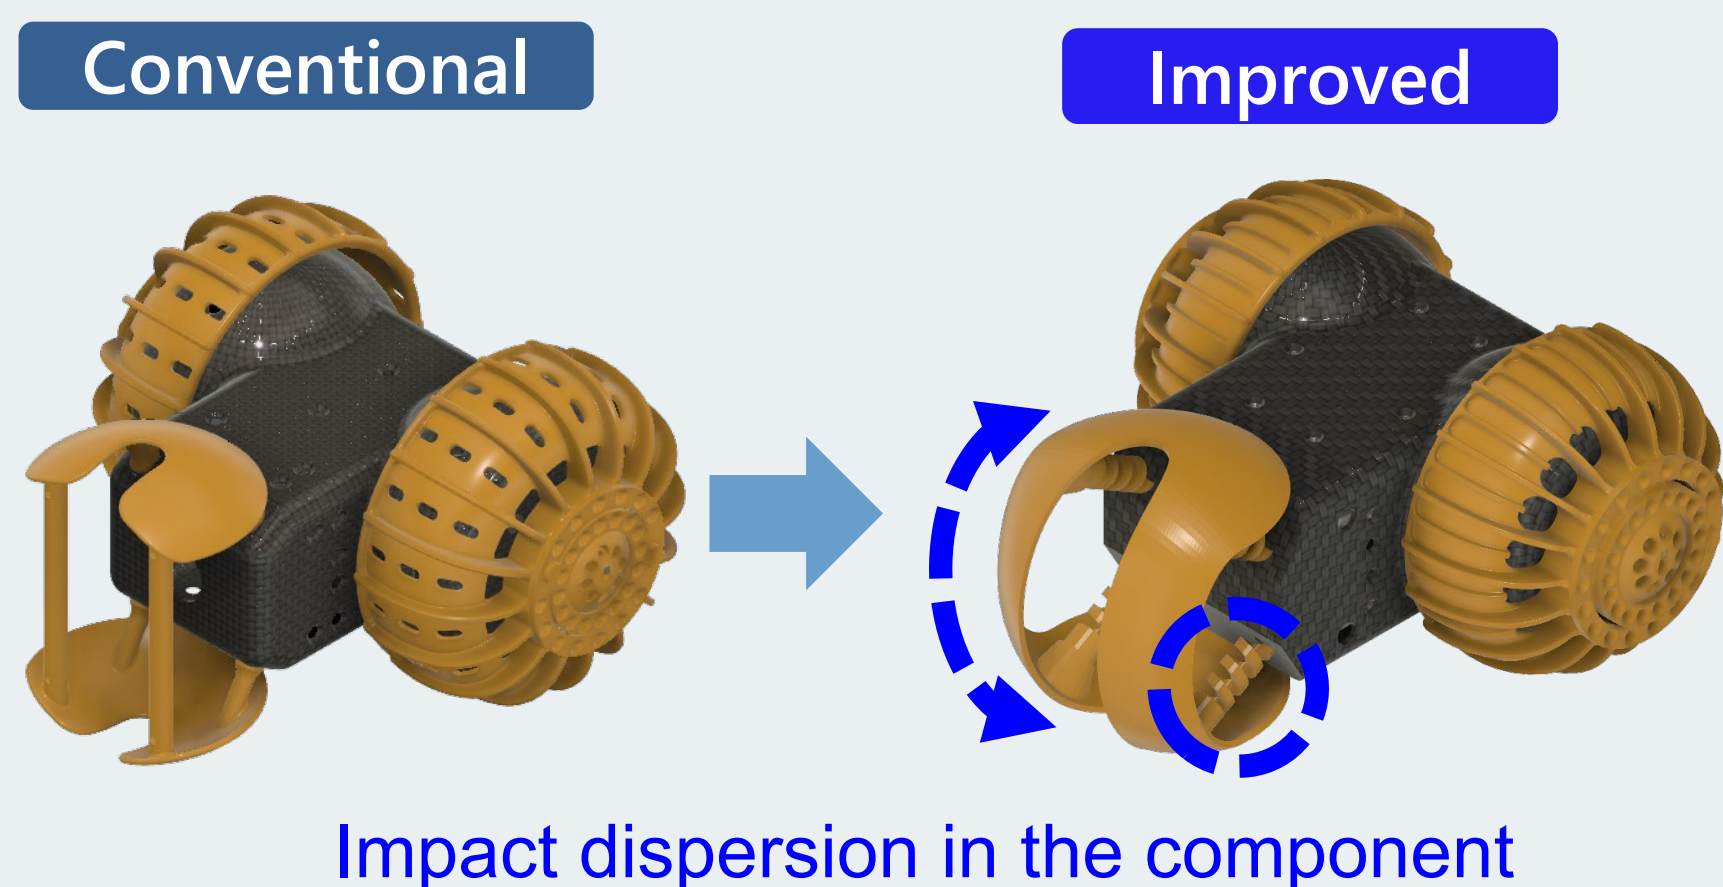 Conventional
Improved
Impact dispersion in the component